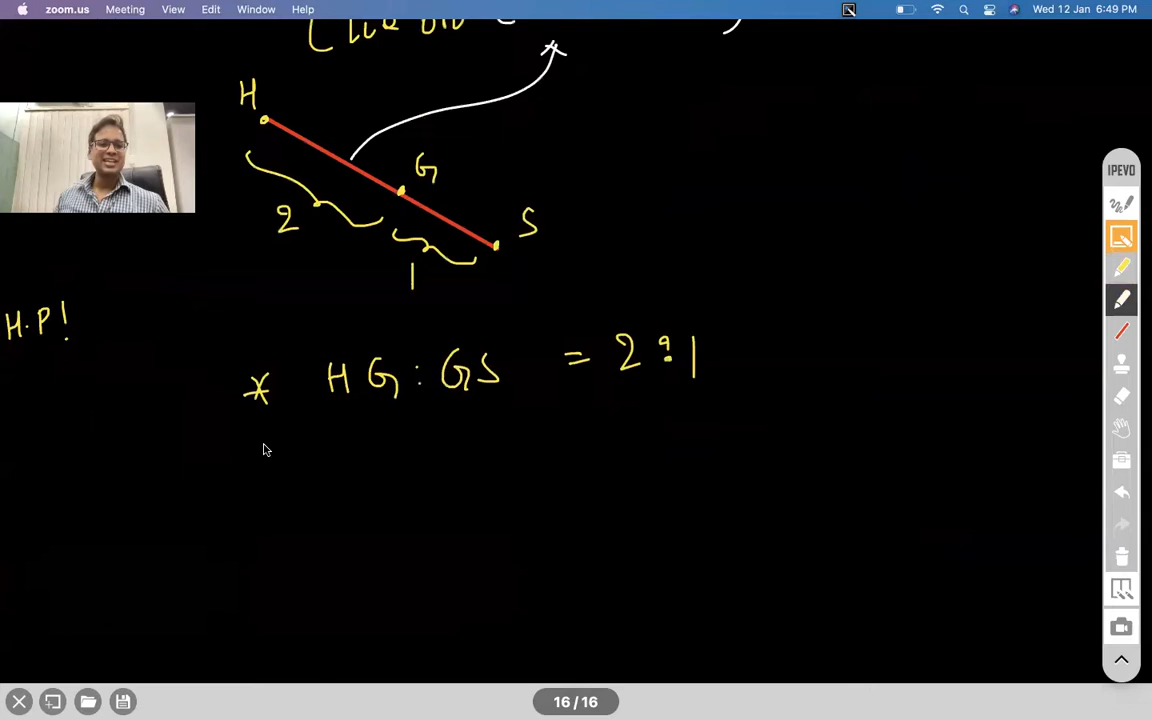 zoom.us Meeting View Edit Window Help Wed 12 Jan 6:49 PM
H
IPEVO
G
2
S
1
H.P!
* HG : GS = 2 : 1
16/16